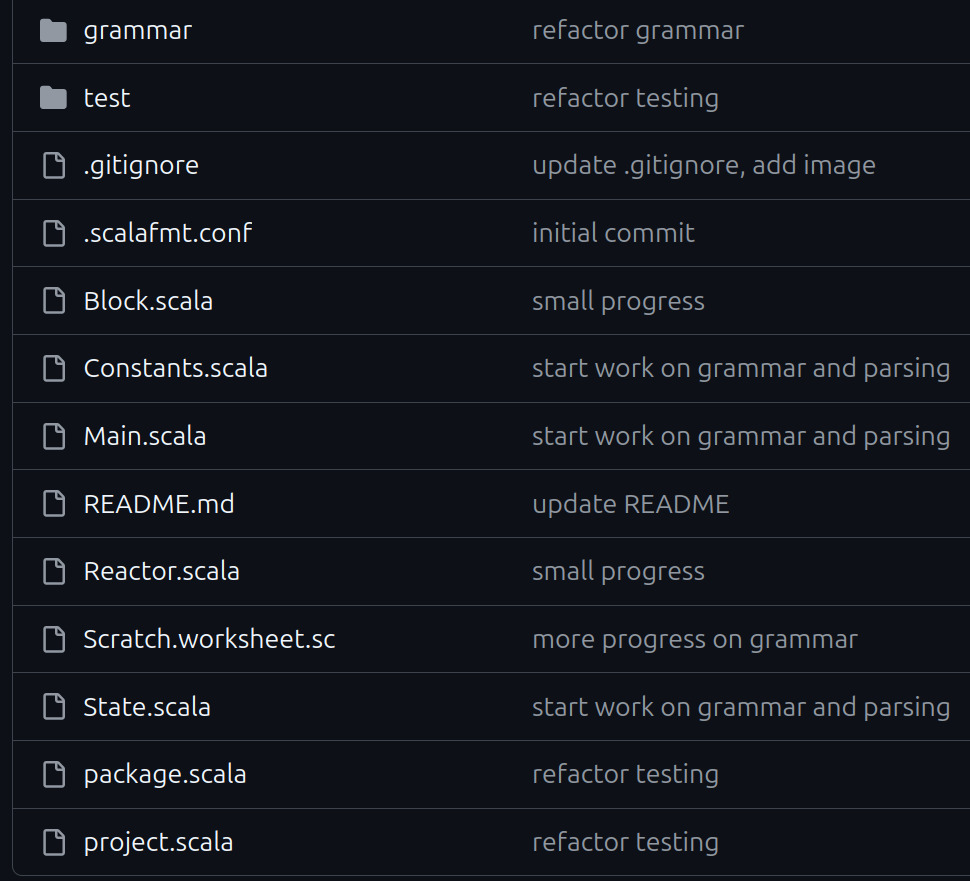 grammar refactor grammar
test refactor testing
.gitignore update .gitignore, add image
.scalafmt.conf initial commit
Block.scala small progress
Constants.scala start work on grammar and parsing
Main.scala start work on grammar and parsing
README.md update README
Reactor.scala small progress
Scratch.worksheet.sc more progress on grammar
State.scala start work on grammar and parsing
package.scala refactor testing
project.scala refactor testing